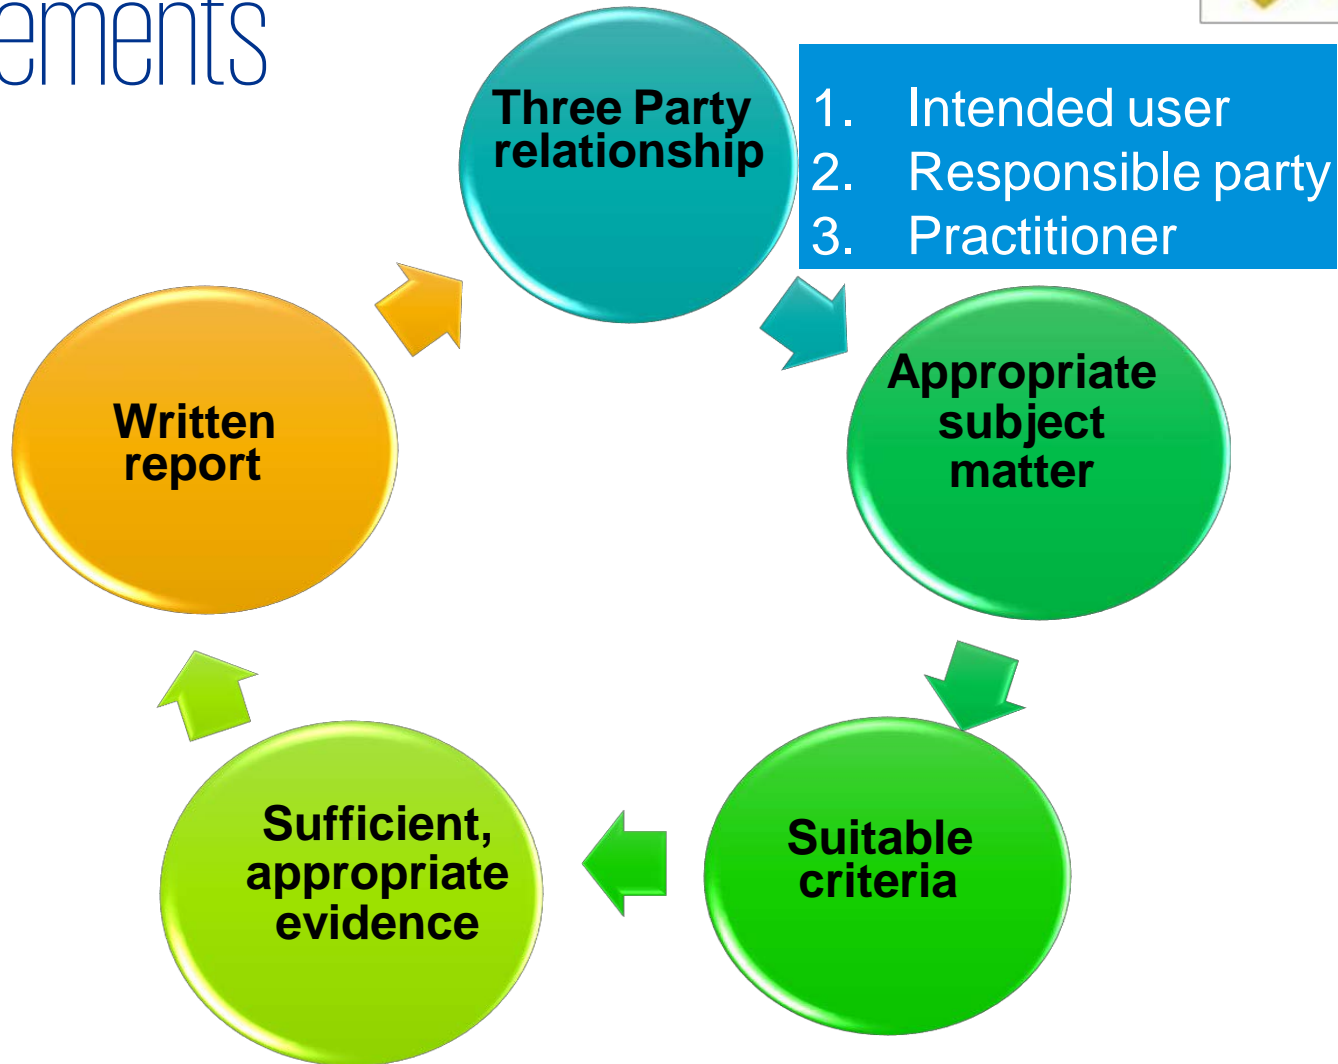 ements
Three Party
relationship
1. Intended user
2. Responsible party
3. Practitioner
Appropriate
subject
matter
Suitable
criteria
Sufficient,
appropriate
evidence
Written
report